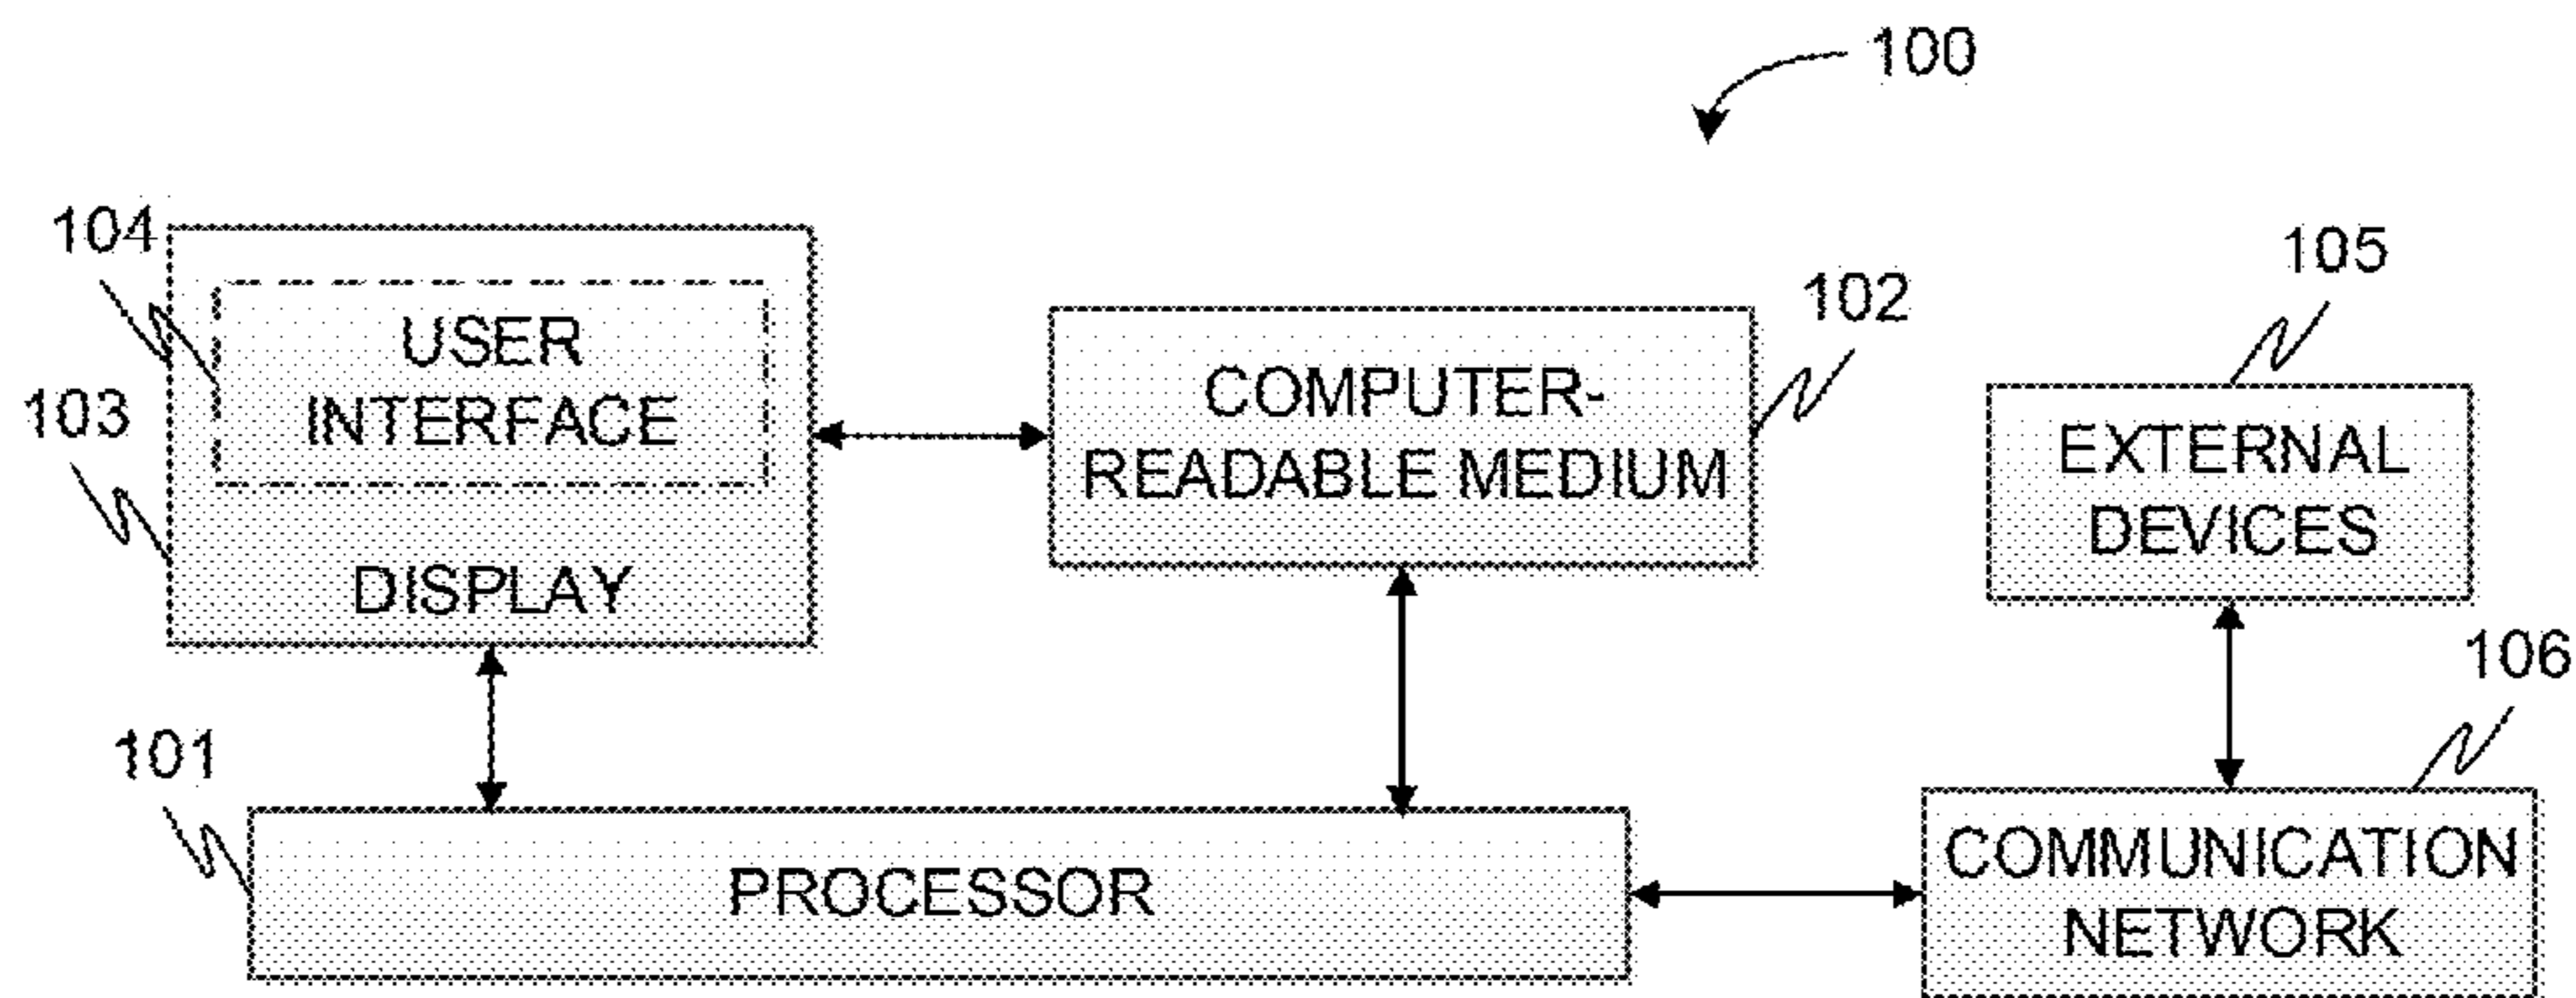 100
104
USER
INTERFACE
103
DISPLAY
102
COMPUTER-
READABLE MEDIUM
105
EXTERNAL
DEVICES
101
PROCESSOR
106
COMMUNICATION
NETWORK